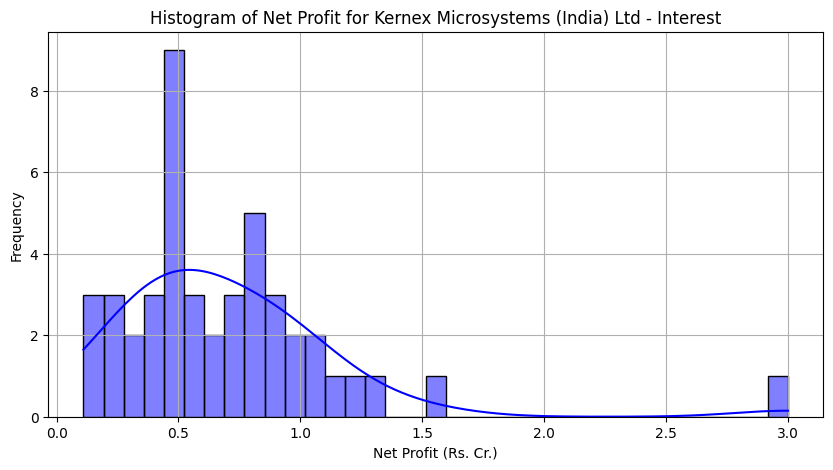 Histogram of Net Profit for Kernex Microsystems (India) Ltd - Interest
Frequency
8
6
4
2
0
0.0 0.5 1.0 1.5 2.0 2.5 3.0
Net Profit (Rs. Cr.)